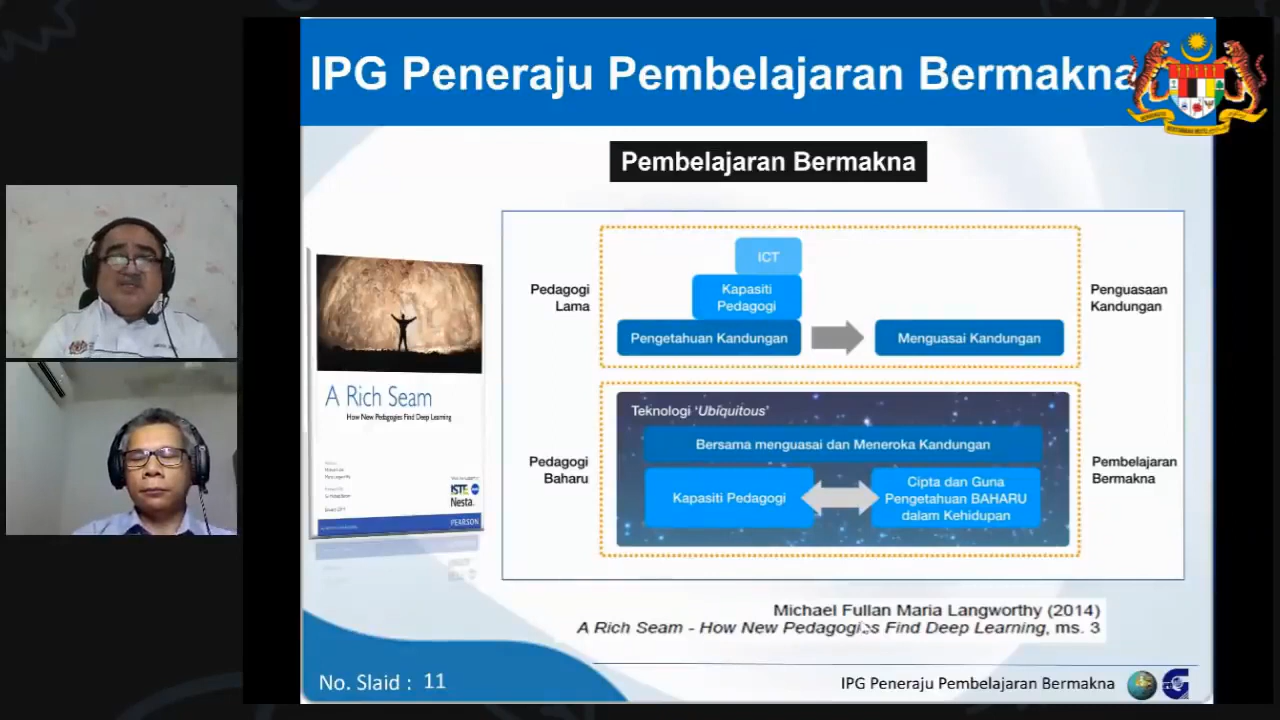 IPG Peneraju Pembelajaran Bermakna
Pembelajaran Bermakna
Pedagogi
Lama
ICT
Kapasiti
Pedagogi
Pengetahuan Kandungan
Menguasai Kandungan
Penguasaan
Kandungan
Pedagogi
Baharu
Teknologi ‘Ubiquitous’
Bersama menguasai dan Meneroka Kandungan
Kapasiti Pedagogi
Cipta dan Guna
Pengetahuan BAHARU
dalam Kehidupan
Pembelajaran
Bermakna
A Rich Seam
How New Pedagogies Find Deep Learning
ISTE
Nesta.
PEARSON
Michael Fullan Maria Langworthy (2014)
A Rich Seam - How New Pedagogies Find Deep Learning, ms. 3
No. Slaid : 11
IPG Peneraju Pembelajaran Bermakna